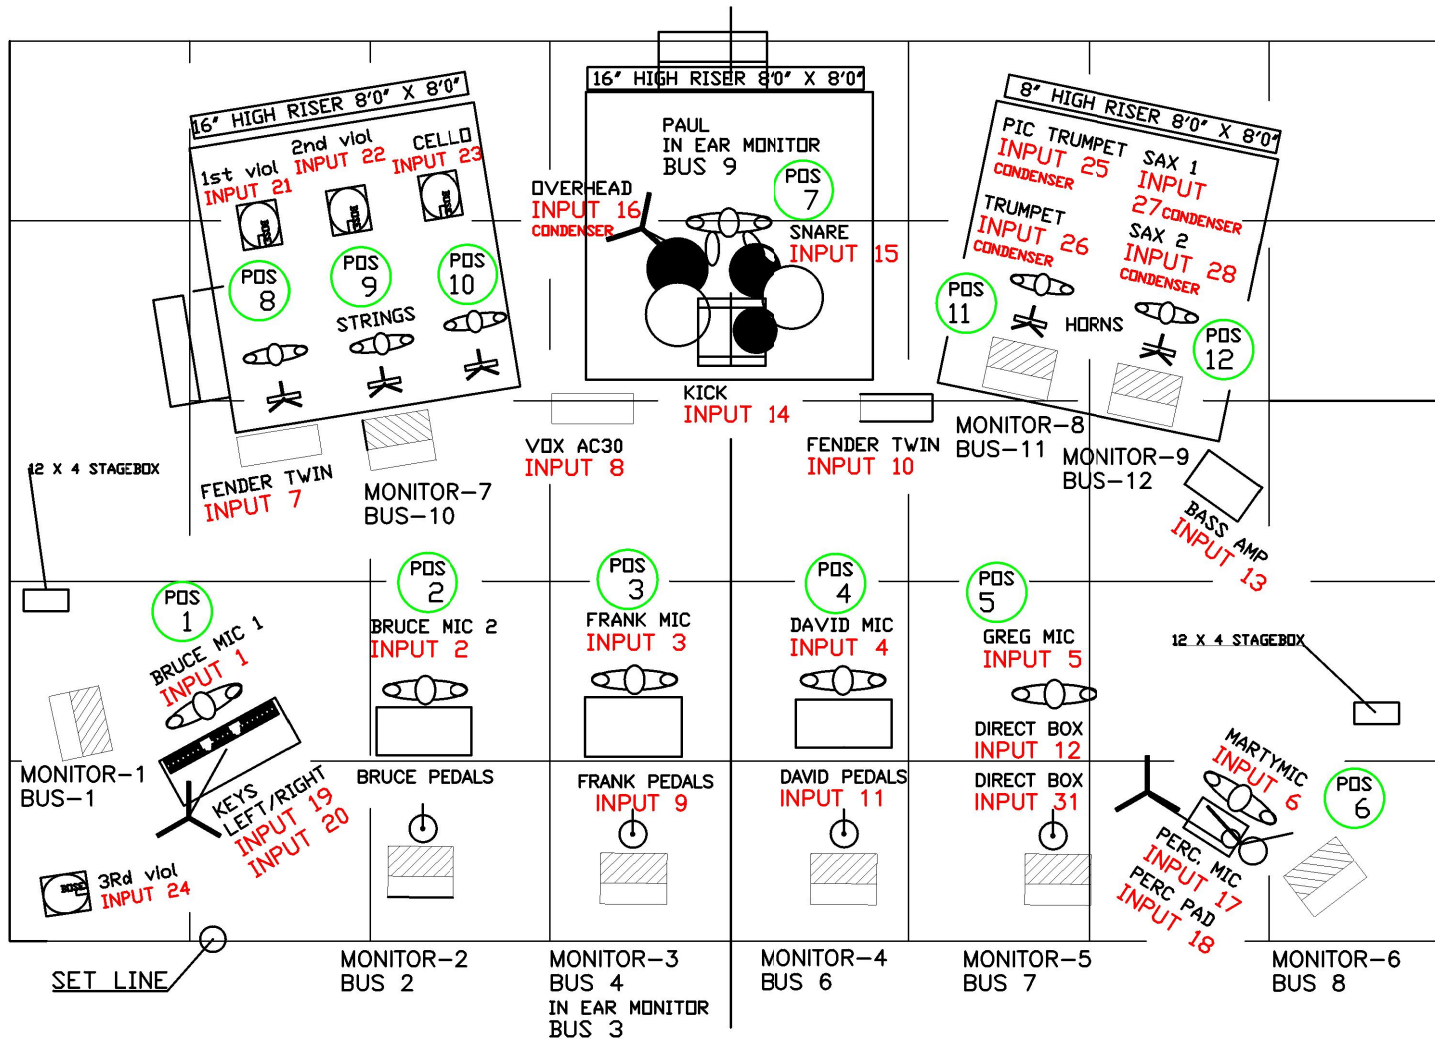 16" HIGH RISER 8'0" X 8'0"
1st viol
INPUT 21
2nd viol
INPUT 22
CELLO
INPUT 23
BOSE
BOSE
BOSE
POS
8
POS
9
POS
10
STRINGS
16" HIGH RISER 8'0" X 8'0"
PAUL
IN EAR MONITOR
BUS 9
POS
7
OVERHEAD
INPUT 16
CONDENSER
SNARE
INPUT 15
KICK
INPUT 14
8" HIGH RISER 8'0" X 8'0"
PIC TRUMPET
INPUT 25
CONDENSER
SAX 1
INPUT
27 CONDENSER
TRUMPET
INPUT 26
CONDENSER
SAX 2
INPUT 28
CONDENSER
POS
11
HORNS
POS
12
12 X 4 STAGEBOX
FENDER TWIN
INPUT 7
MONITOR-7
BUS-10
VOX AC30
INPUT 8
FENDER TWIN
INPUT 10
MONITOR-8
BUS-11
MONITOR-9
BUS-12
BASS AMP
INPUT 13
POS
1
BRUCE MIC 1
INPUT 1
POS
2
BRUCE MIC 2
INPUT 2
POS
3
FRANK MIC
INPUT 3
POS
4
DAVID MIC
INPUT 4
POS
5
GREG MIC
INPUT 5
12 X 4 STAGEBOX
MONITOR-1
BUS-1
KEYS
LEFT/RIGHT
INPUT 19
INPUT 20
BRUCE PEDALS
FRANK PEDALS
INPUT 9
DAVID PEDALS
INPUT 11
DIRECT BOX
INPUT 12
DIRECT BOX
INPUT 31
MARTYMIC
INPUT 6
POS
6
PERC. MIC
INPUT 17
PERC PAD
INPUT 18
BOSE
3Rd viol
INPUT 24
SET LINE
MONITOR-2
BUS 2
MONITOR-3
BUS 4
IN EAR MONITOR
BUS 3
MONITOR-4
BUS 6
MONITOR-5
BUS 7
MONITOR-6
BUS 8